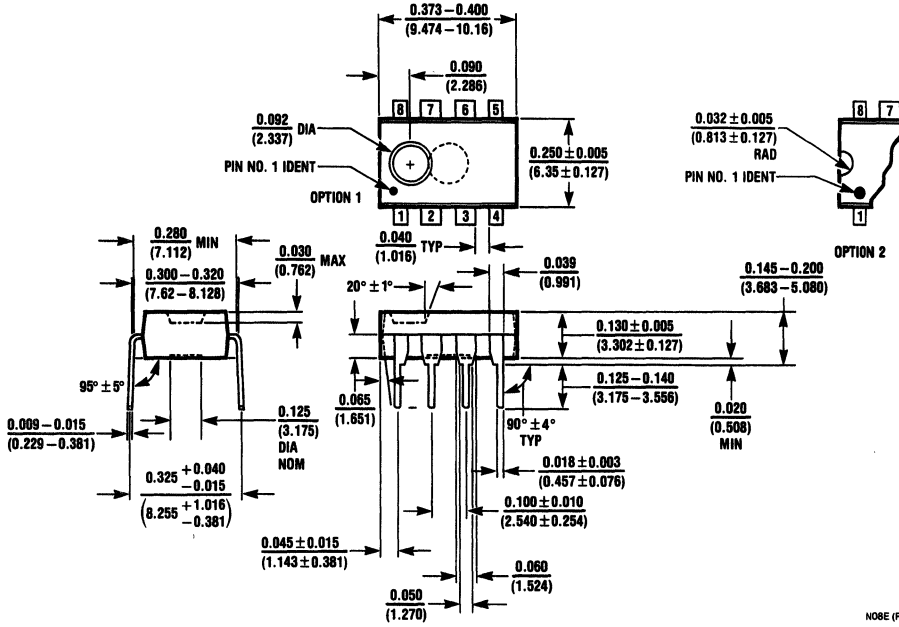 0.373 – 0.400
(9.474 – 10.16)
0.090
(2.286)
8 7 6 5
0.092 DIA
(2.337)
PIN NO. 1 IDENT
OPTION 1
0.250 ± 0.005
(6.35 ± 0.127)
1 2 3 4
8 7
0.032 ± 0.005
(0.813 ± 0.127)
RAD
PIN NO. 1 IDENT
1
OPTION 2
0.280 MIN
(7.112)
0.300 – 0.320
(7.62 – 8.128)
0.030 MAX
(0.762)
0.040 TYP
(1.016)
0.039
(0.991)
20° ± 1°
0.145 – 0.200
(3.683 – 5.080)
0.130 ± 0.005
(3.302 ± 0.127)
0.125 – 0.140
(3.175 – 3.556)
0.020
(0.508)
MIN
95° ± 5°
0.065
(1.651)
90° ± 4°
TYP
0.009 – 0.015
(0.229 – 0.381)
0.125
(3.175)
DIA
NOM
0.018 ± 0.003
(0.457 ± 0.076)
0.325 +0.040
−0.015
(8.255 +1.016
−0.381)
0.100 ± 0.010
(2.540 ± 0.254)
0.045 ± 0.015
(1.143 ± 0.381)
0.060
(1.524)
0.050
(1.270)
N08E (F